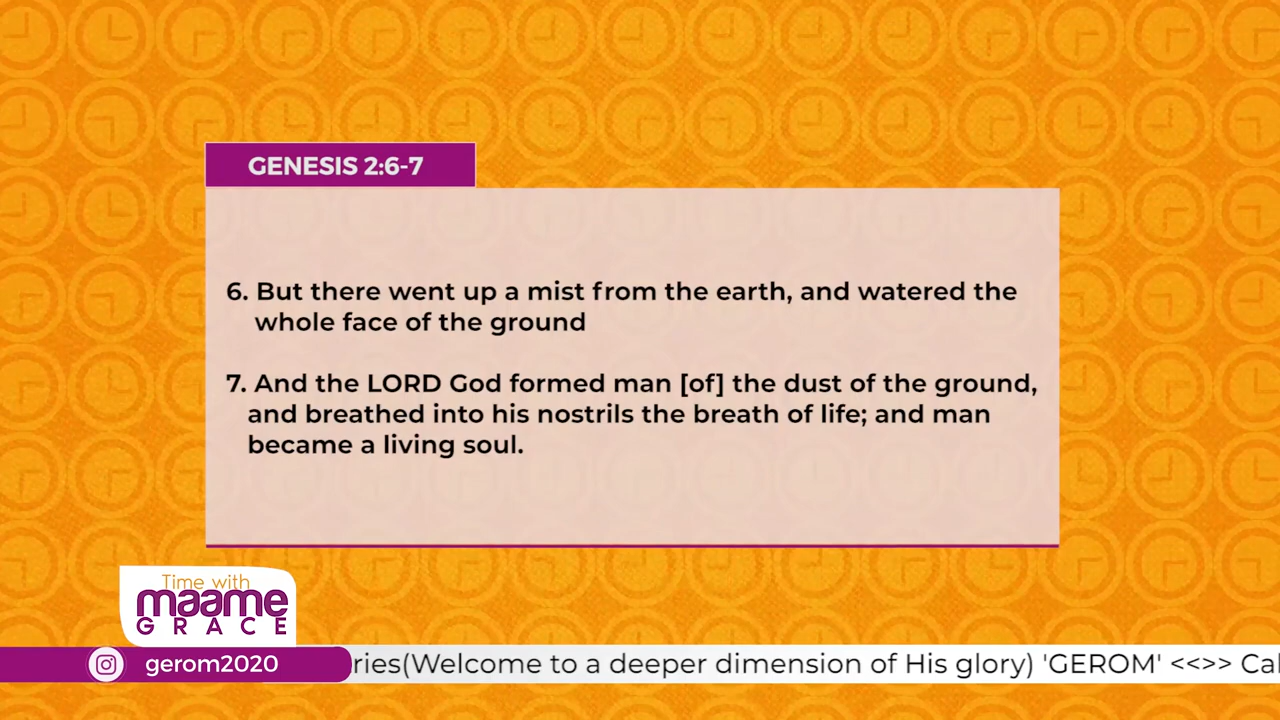 GENESIS 2:6-7
6. But there went up a mist from the earth, and watered the
whole face of the ground
7. And the LORD God formed man [of] the dust of the ground,
and breathed into his nostrils the breath of life; and man
became a living soul.
Time with
maame
GRACE
gerom2020
(Welcome to a deeper dimension of His glory) 'GEROM' <<>>